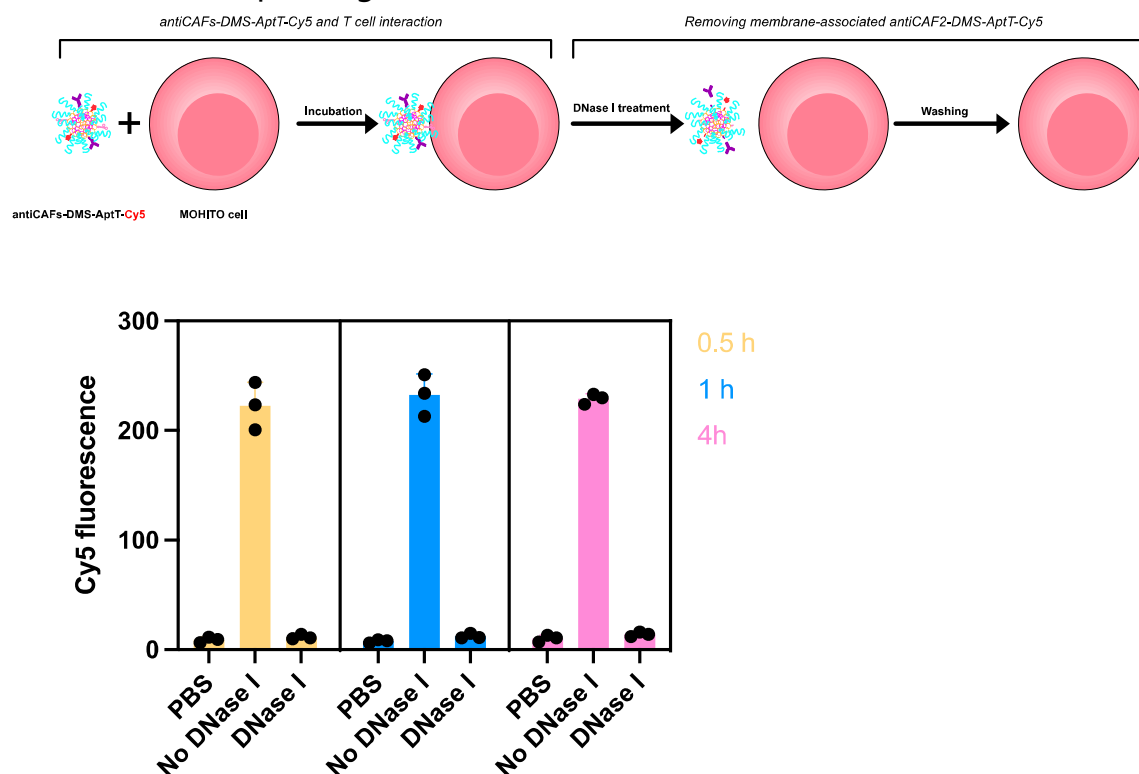 antiCAFs-DMS-AptT-Cy5 and T cell interaction
Removing membrane-associated antiCAF2-DMS-AptT-Cy5
Incubation
DNase I treatment
Washing
antiCAFs-DMS-AptT-Cy5
MOHITO cell
300
200
100
0
Cy5 fluorescence
0.5 h
1 h
4h
PBS
No DNase I
DNase I
PBS
No DNase I
DNase I
PBS
No DNase I
DNase I